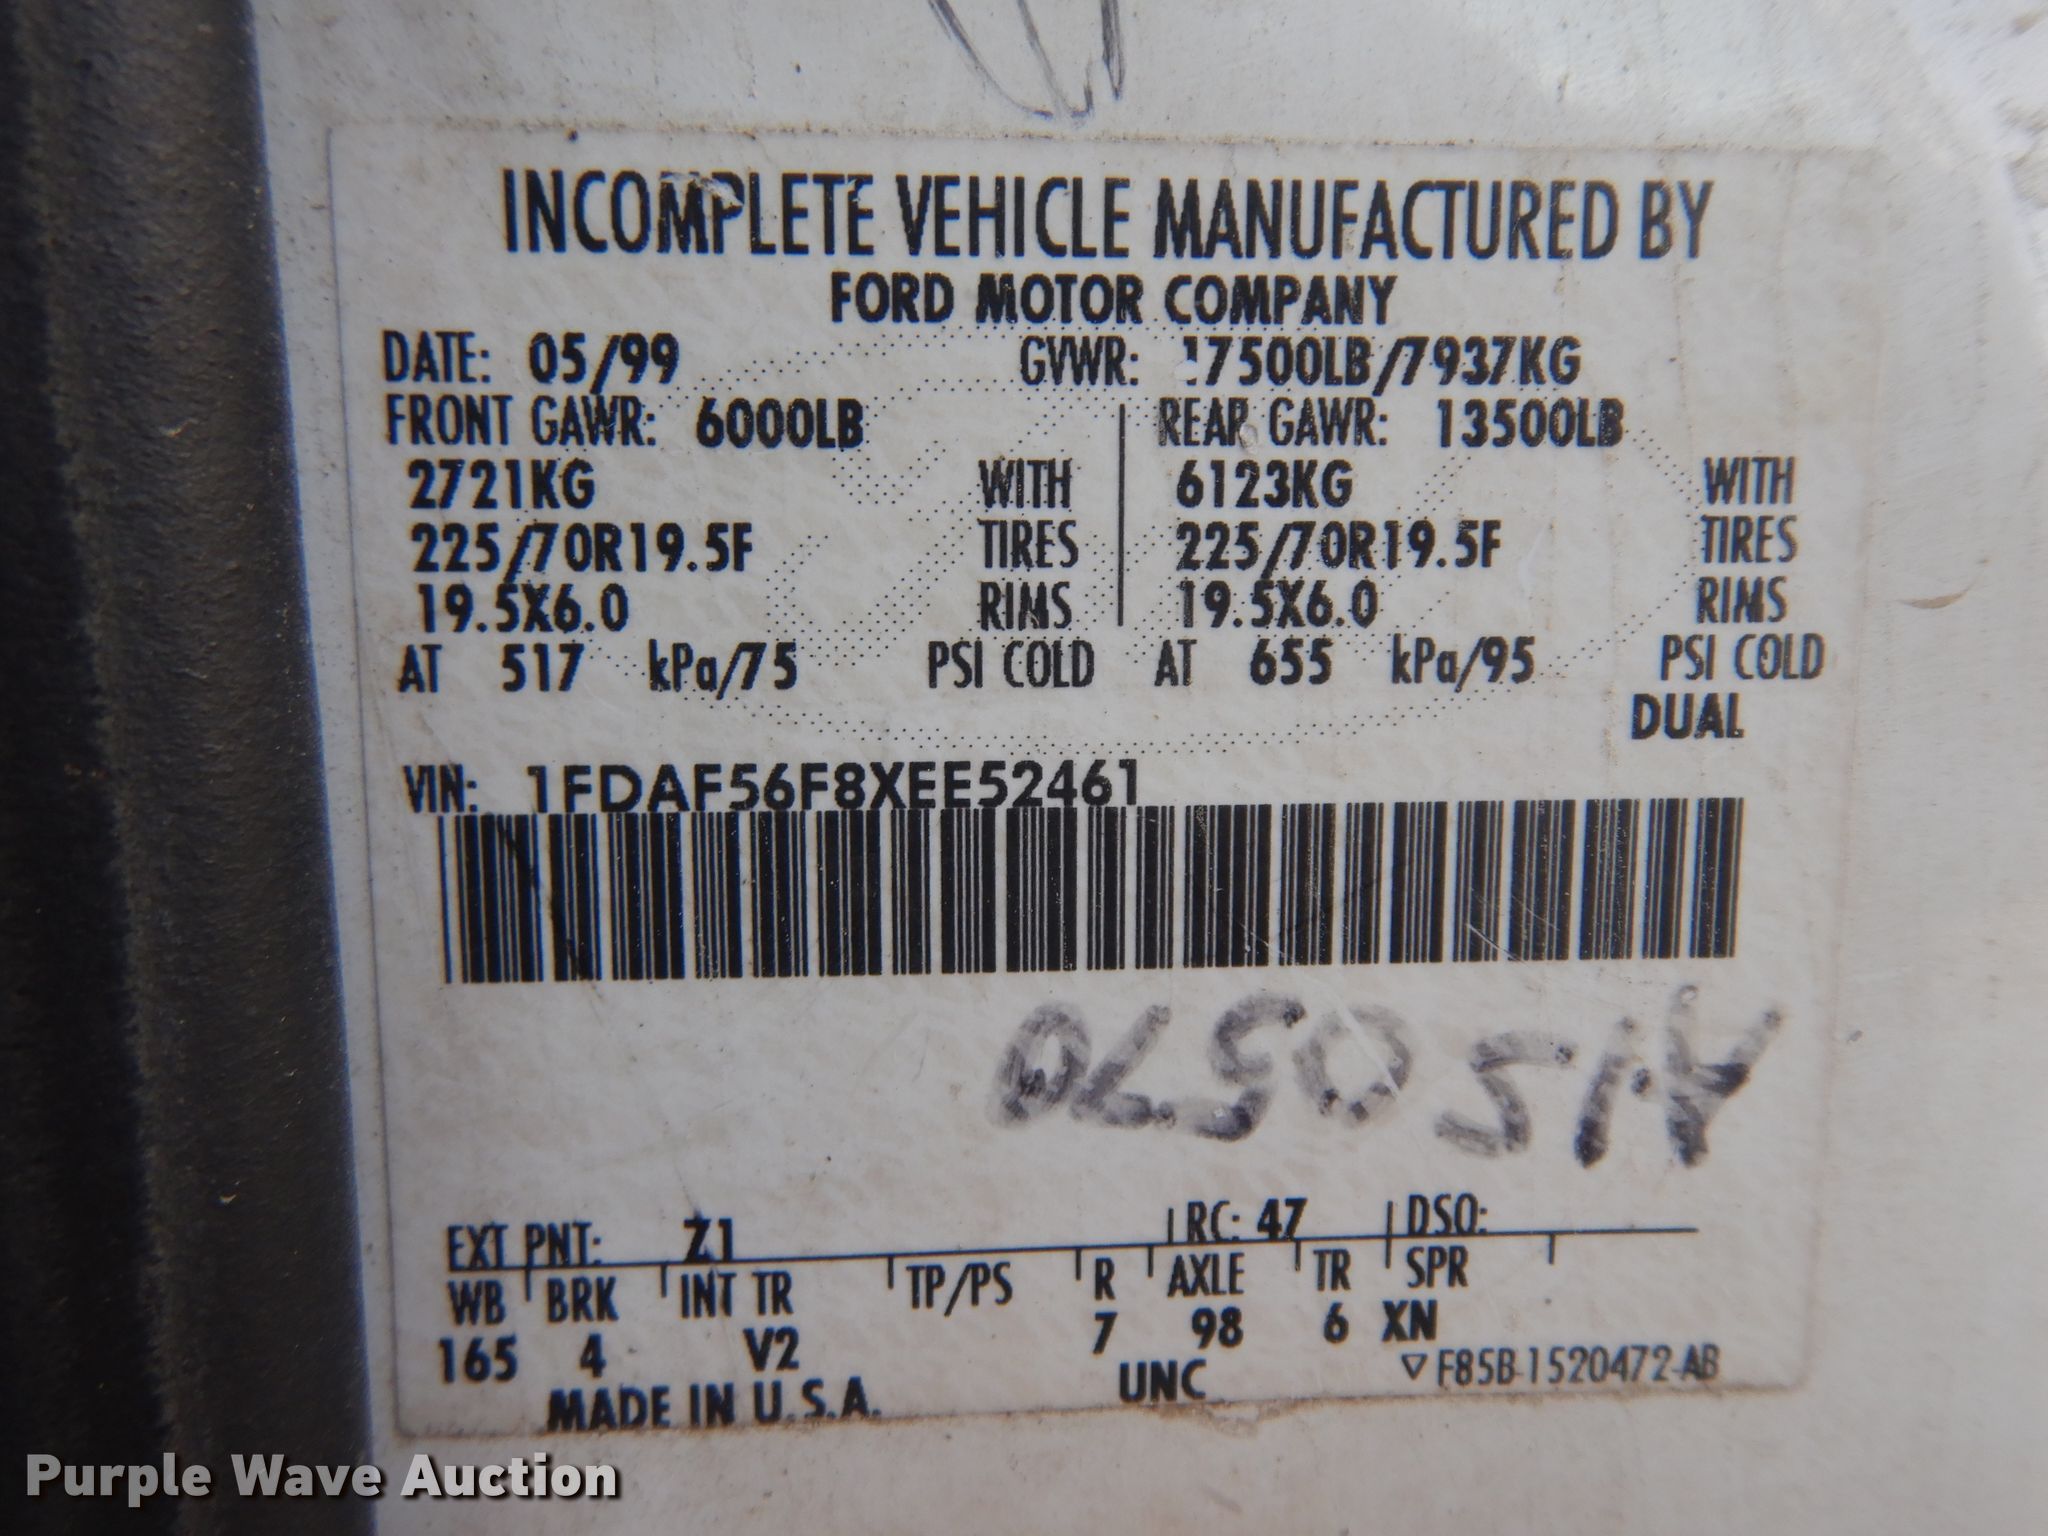 INCOMPLETE VEHICLE MANUFACTURED BY
FORD MOTOR COMPANY
DATE: 05/99 GVWR: 17500LB/7937KG
FRONT GAWR: 6000LB REAR GAWR: 13500LB
2721KG WITH 6123KG WITH
225/70R19.5F TIRES 225/70R19.5F TIRES
19.5X6.0 RIMS 19.5X6.0 RIMS
AT 517 kPa/75 PSI COLD AT 655 kPa/95 PSI COLD
DUAL
VIN: 1FDAF56F8XEE52461
EXT PNT: Z1 RC: 47 DSO:
WB BRK INT TR TP/PS R AXLE TR SPR
165 4 V2 7 98 6 XN
MADE IN U.S.A. UNC ▽F85B-1520472-AB
Purple Wave Auction